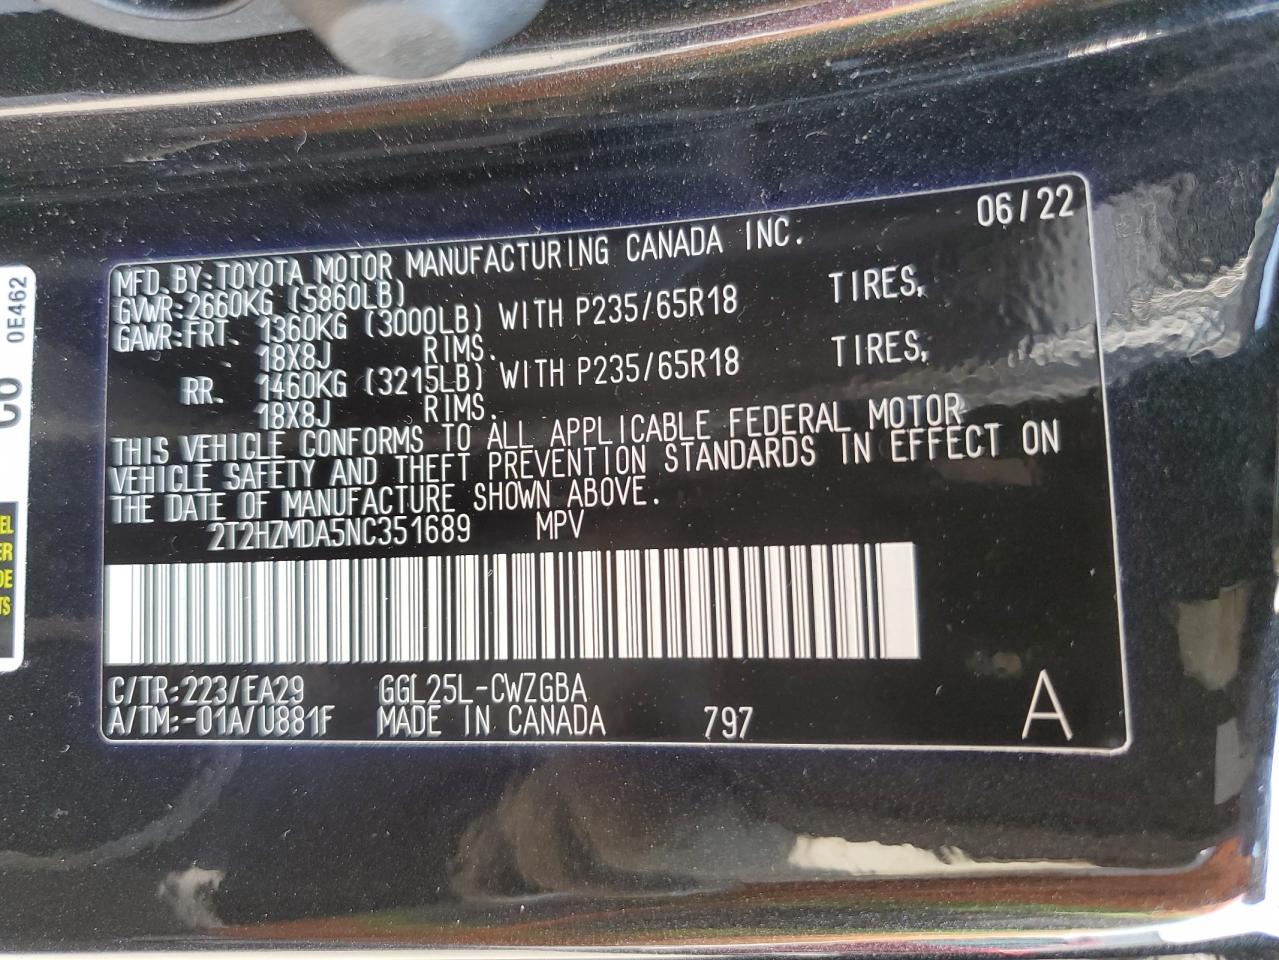 06/22
MFD.BY:TOYOTA MOTOR MANUFACTURING CANADA INC.
GVWR:2660KG (5860LB)
GAWR:FRT. 1360KG (3000LB) WITH P235/65R18 TIRES,
18X8J RIMS.
RR. 1460KG (3215LB) WITH P235/65R18 TIRES,
18X8J RIMS.
THIS VEHICLE CONFORMS TO ALL APPLICABLE FEDERAL MOTOR
VEHICLE SAFETY AND THEFT PREVENTION STANDARDS IN EFFECT ON
THE DATE OF MANUFACTURE SHOWN ABOVE.
2T2HZMDA5NC351689 MPV
C/TR:223/EA29 GGL25L-CWZGBA
A/TM:-01A/U881F MADE IN CANADA 797 A
0E462